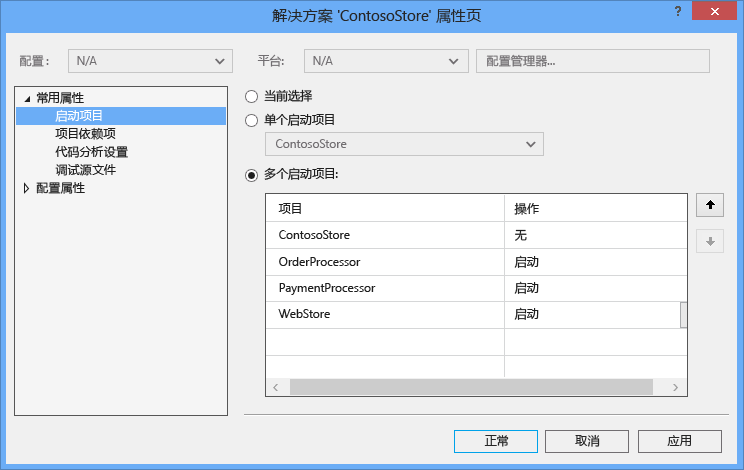 解决方案 'ContosoStore' 属性页
?
配置：
N/A
平台:
N/A
配置管理器...
常用属性
启动项目
项目依赖项
代码分析设置
调试源文件
配置属性
当前选择
单个启动项目
ContosoStore
多个启动项目:
项目 操作
ContosoStore 无
OrderProcessor 启动
PaymentProcessor 启动
WebStore 启动
正常
取消
应用